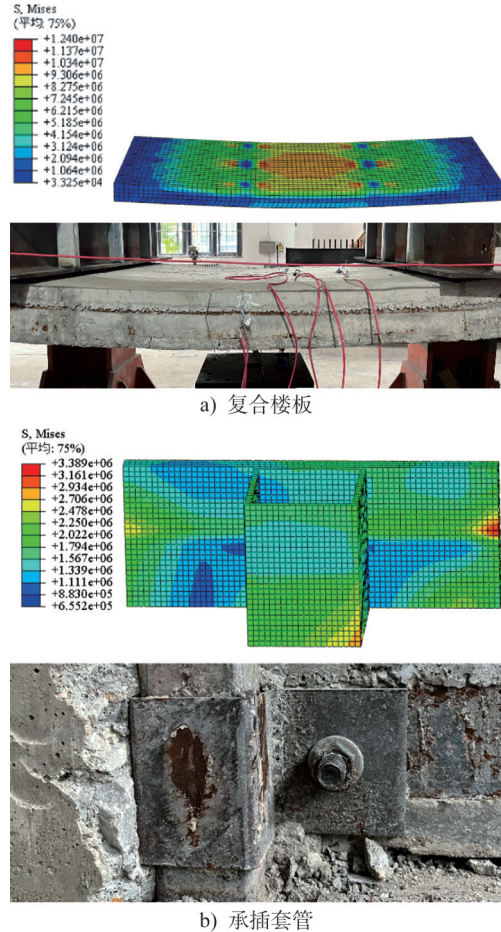 S, Mises
(平均: 75%)
+1.240e+07
+1.137e+07
+1.034e+07
+9.306e+06
+8.275e+06
+7.245e+06
+6.215e+06
+5.185e+06
+4.154e+06
+3.124e+06
+2.094e+06
+1.064e+06
+3.325e+04
a) 复合楼板
S, Mises
(平均: 75%)
+3.389e+06
+3.161e+06
+2.934e+06
+2.706e+06
+2.478e+06
+2.250e+06
+2.022e+06
+1.794e+06
+1.567e+06
+1.339e+06
+1.111e+06
+8.830e+05
+6.552e+05
b) 承插套管